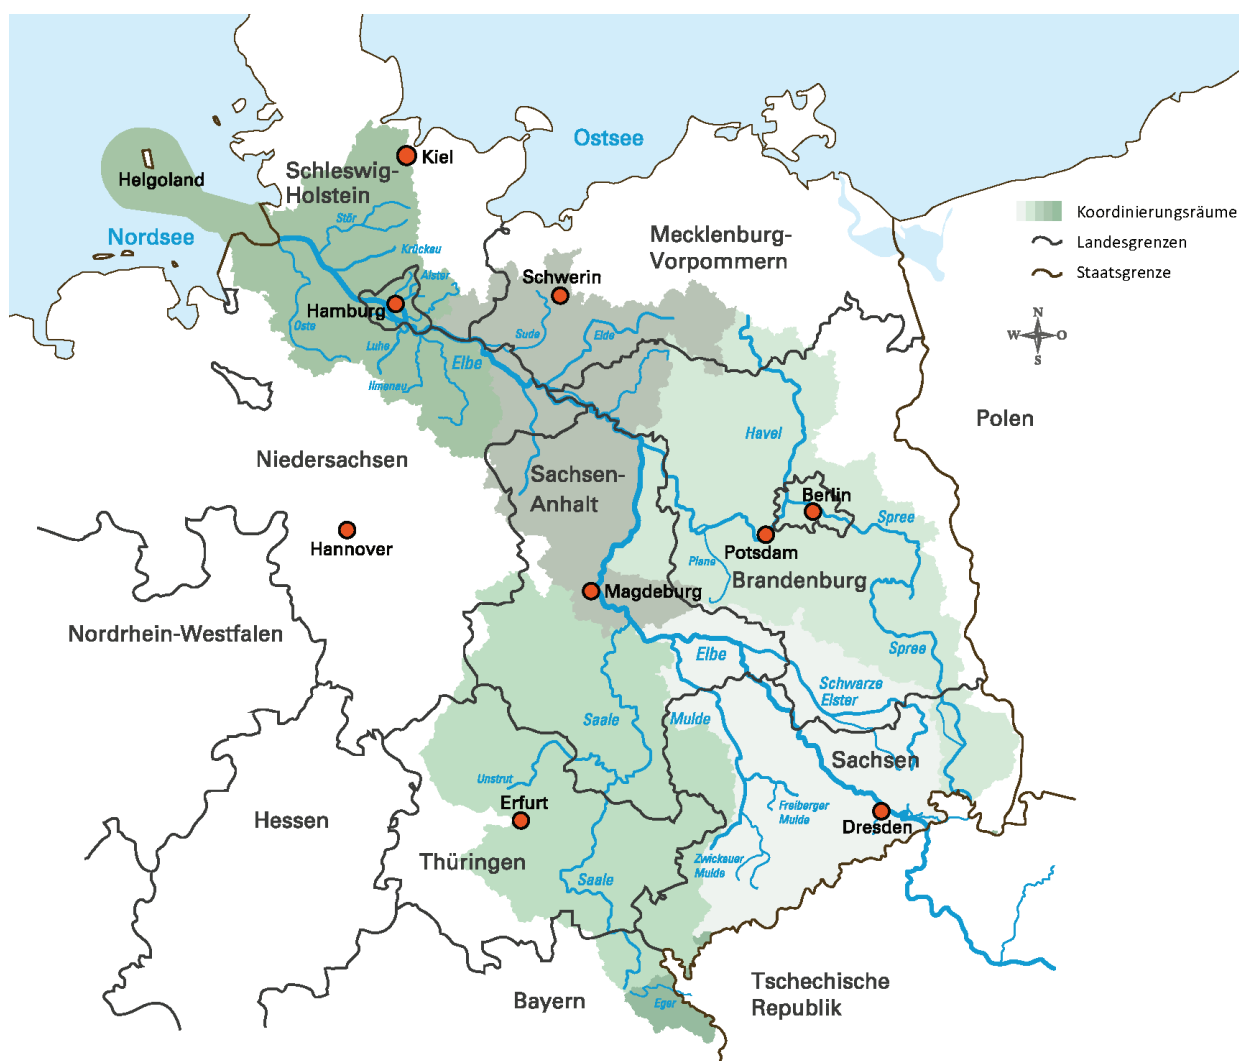 Ostsee
Kiel
Schleswig-
Holstein
Helgoland
Nordsee
Stör
Krückau
Alster
Hamburg
Oste
Luhe
Ilmenau
Elbe
Mecklenburg-
Vorpommern
Schwerin
Sude
Elde
Koordinierungsräume
Landesgrenzen
Staatsgrenze
N
W
O
S
Polen
Havel
Niedersachsen
Sachsen-
Anhalt
Hannover
Berlin
Spree
Potsdam
Plane
Brandenburg
Magdeburg
Nordrhein-Westfalen
Elbe
Spree
Schwarze
Elster
Saale
Mulde
Sachsen
Unstrut
Erfurt
Freiberger
Mulde
Dresden
Hessen
Thüringen
Zwickauer
Mulde
Saale
Tschechische
Republik
Bayern
Eger